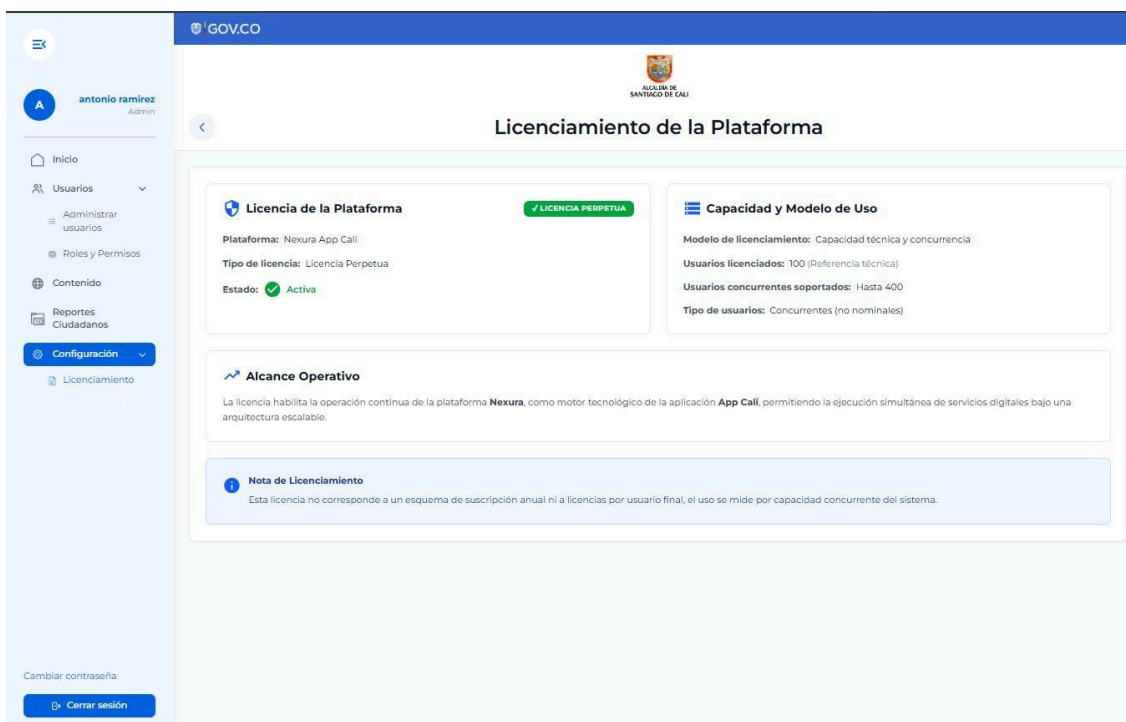 GOV.CO
A
antonio ramirez
Admin
Inicio
Usuarios
Administrar
usuarios
Roles y Permisos
Contenido
Reportes
Ciudadanos
Configuración
Licenciamiento
Cambiar contraseña
Cerrar sesión
ALCALDÍA DE
SANTIAGO DE CALI
Licenciamiento de la Plataforma
Licencia de la Plataforma
✓ LICENCIA PERPETUA
Plataforma: Nexura App Cali
Tipo de licencia: Licencia Perpetua
Estado: Activa
Capacidad y Modelo de Uso
Modelo de licenciamiento: Capacidad técnica y concurrencia
Usuarios licenciados: 100 (Referencia técnica)
Usuarios concurrentes soportados: Hasta 400
Tipo de usuarios: Concurrentes (no nominales)
Alcance Operativo
La licencia habilita la operación continua de la plataforma Nexura, como motor tecnológico de la aplicación App Cali, permitiendo la ejecución simultánea de servicios digitales bajo una
arquitectura escalable.
Nota de Licenciamiento
Esta licencia no corresponde a un esquema de suscripción anual ni a licencias por usuario final, el uso se mide por capacidad concurrente del sistema.